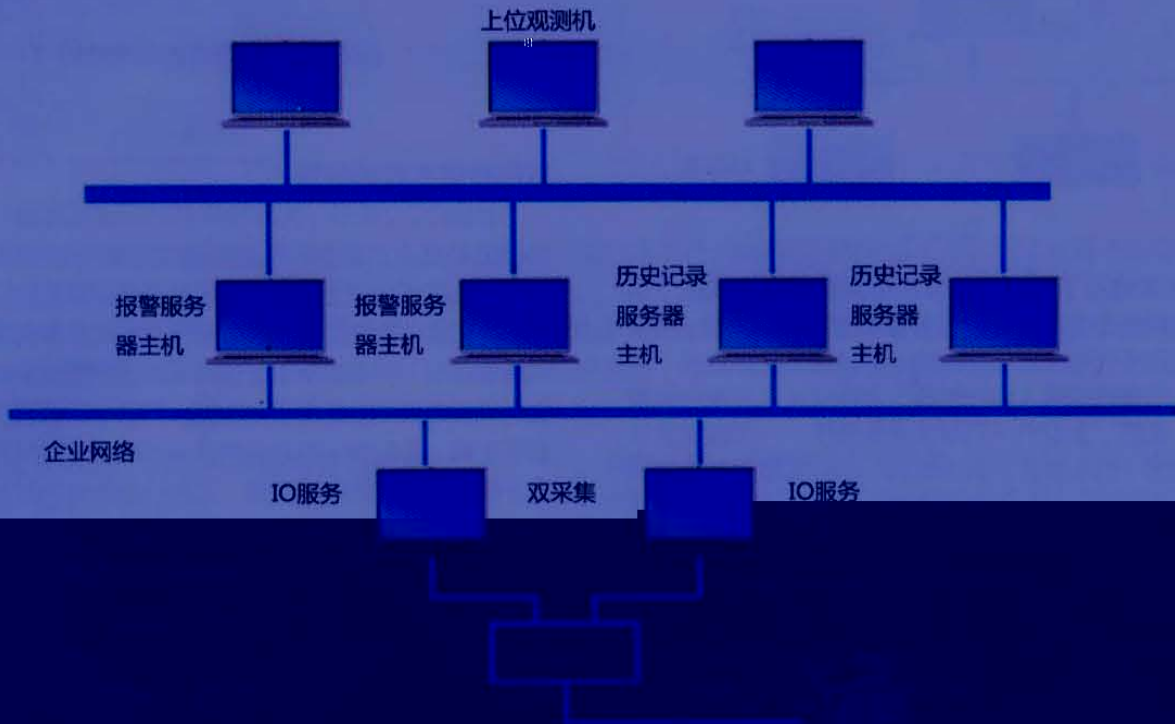 上位观测机
报警服务
器主机
报警服务
器主机
历史记录
服务器
主机
历史记录
服务器
主机
企业网络
IO服务
双采集
IO服务